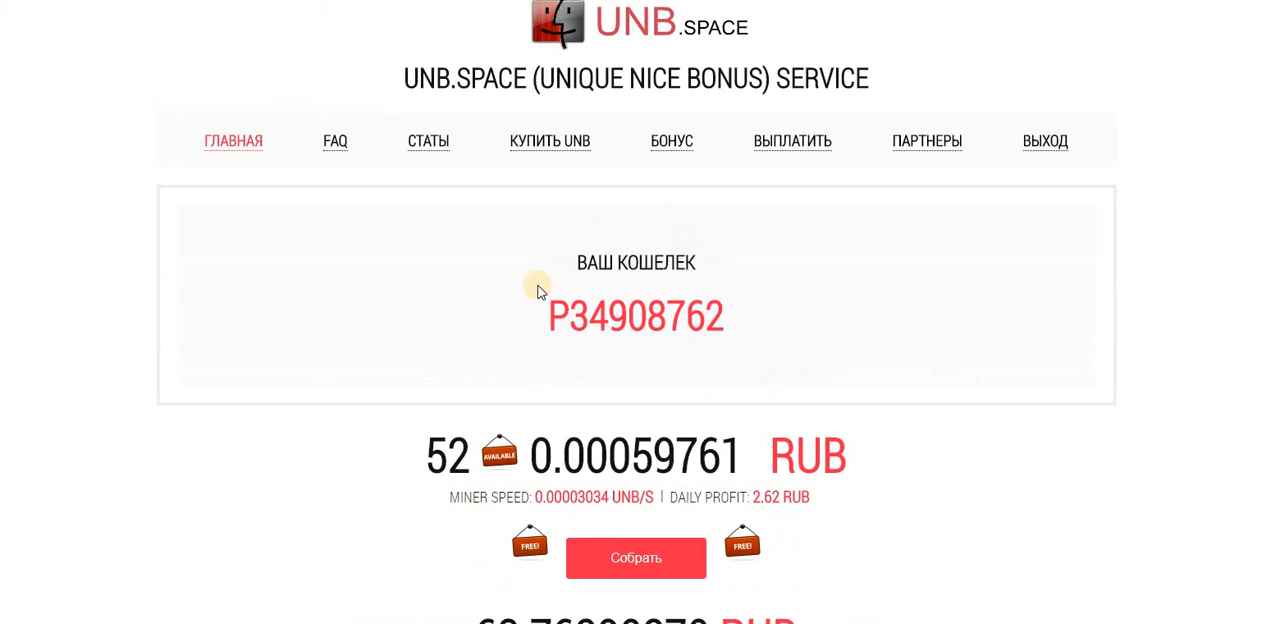 UNB.SPACE
UNB.SPACE (UNIQUE NICE BONUS) SERVICE
ГЛАВНАЯ FAQ СТАТЫ КУПИТЬ UNB БОНУС ВЫПЛАТИТЬ ПАРТНЕРЫ ВЫХОД
ВАШ КОШЕЛЕК
P34908762
52 AVAILABLE 0.00059761 RUB
MINER SPEED: 0.00003034 UNB/S | DAILY PROFIT: 2.62 RUB
FREE! Собрать FREE!